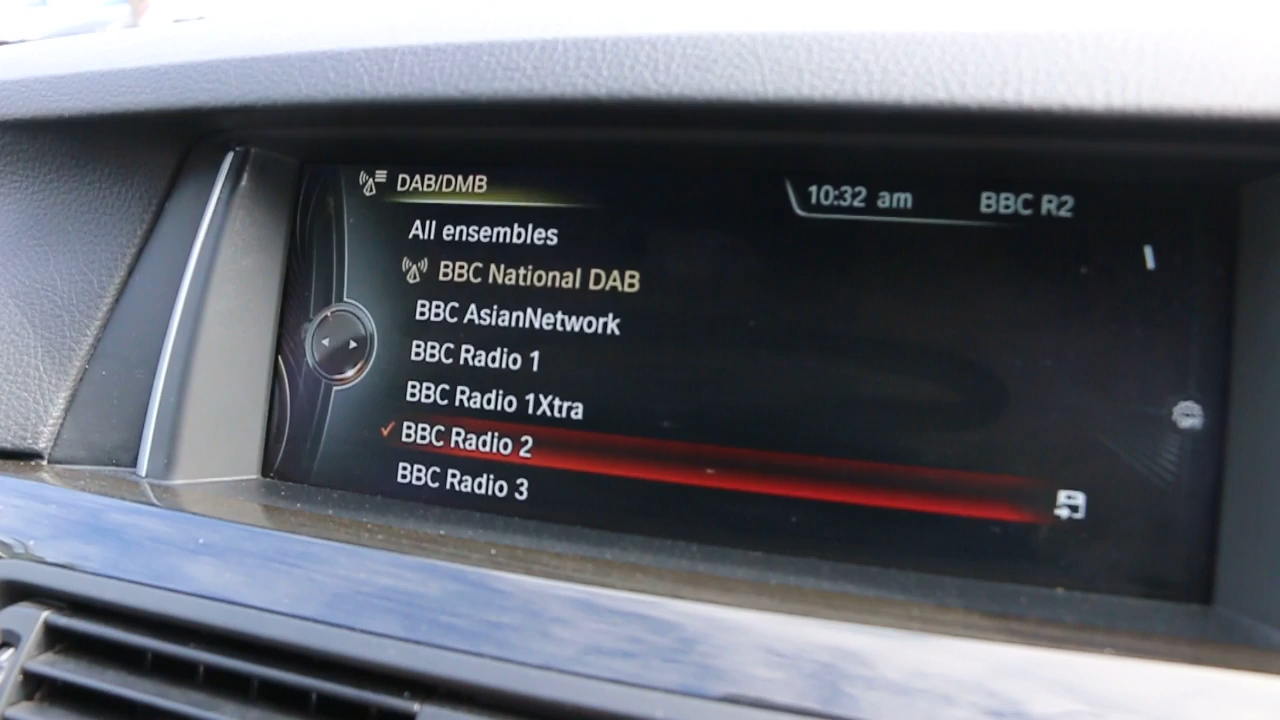 DAB/DMB
10:32 am
BBC R2
All ensembles
BBC National DAB
BBC AsianNetwork
BBC Radio 1
BBC Radio 1Xtra
BBC Radio 2
BBC Radio 3